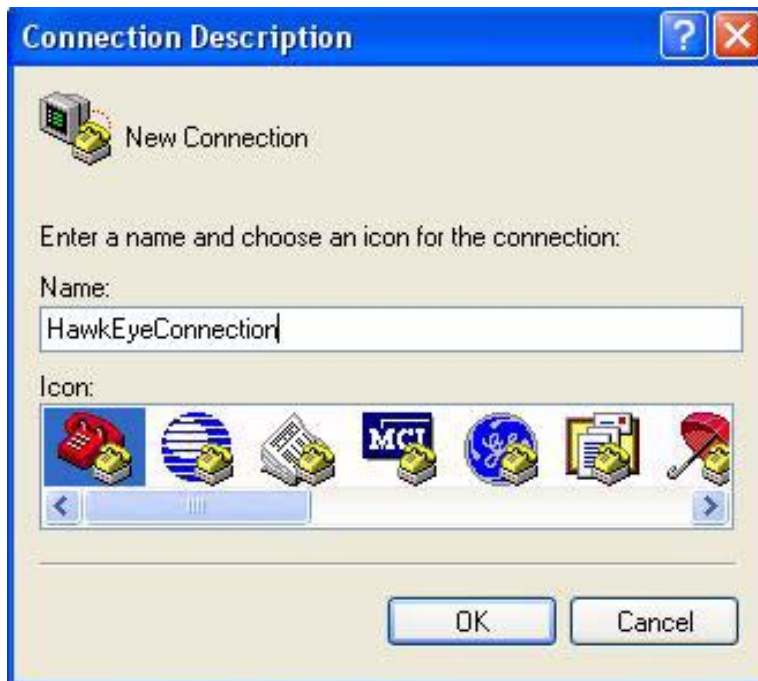 Connection Description
New Connection
Enter a name and choose an icon for the connection:
Name:
HawkEyeConnection
Icon:
MCI
OK Cancel